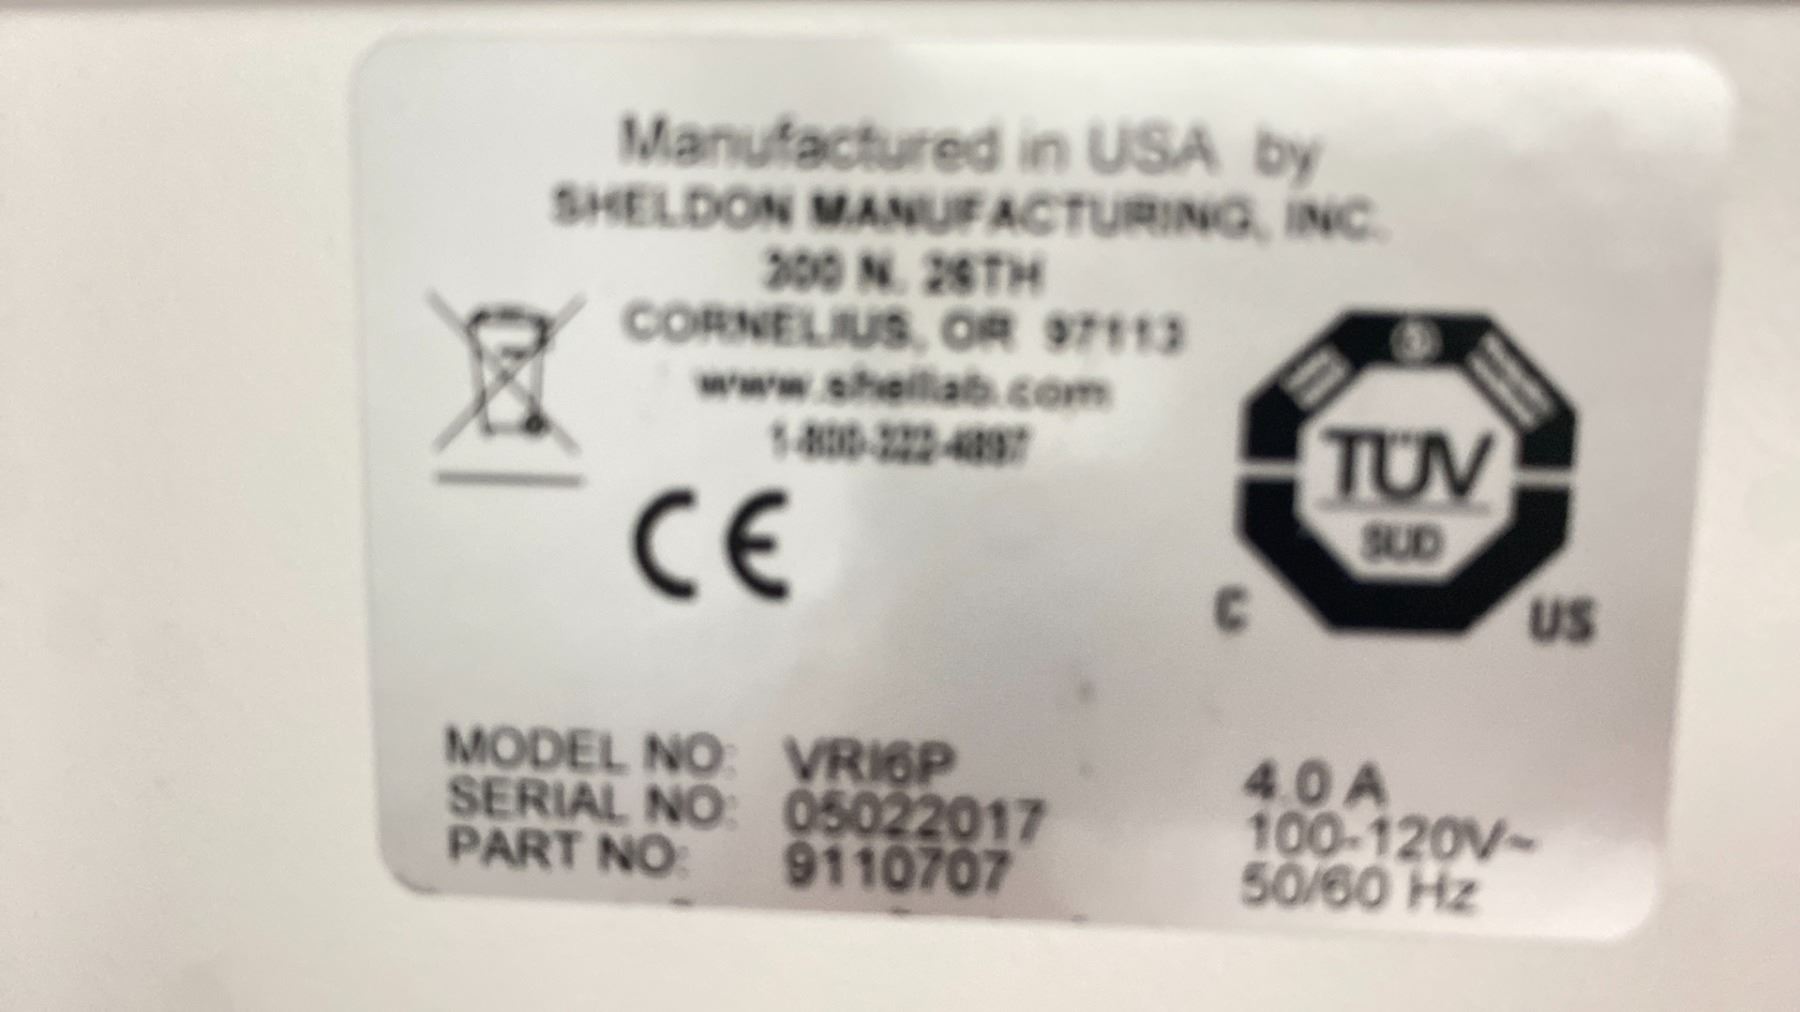 Manufactured in USA by
SHELDON MANUFACTURING, INC.
300 N. 26TH
CORNELIUS, OR 97113
www.shellab.com
1-800-322-4897
CE
TÜV
SÜD
C US
MODEL NO: VRI6P
SERIAL NO: 05022017
PART NO: 9110707
4.0 A
100-120V~
50/60 Hz